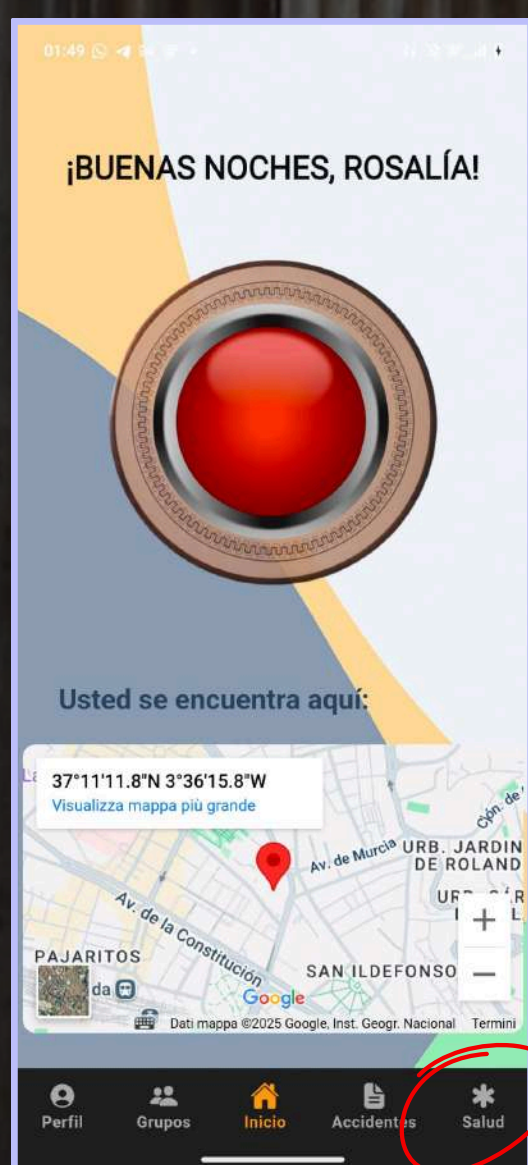 01:49
¡BUENAS NOCHES, ROSALÍA!
Usted se encuentra aquí:
37°11'11.8"N 3°36'15.8"W
Visualizza mappa più grande
Av. de Murcia
URB. JARDIN
DE ROLAND
Av. de la Constitución
PAJARITOS
SAN ILDEFONSO
+
−
da
Google
Dati mappa ©2025 Google, Inst. Geogr. Nacional Termini
Perfil Grupos Inicio Accidentes Salud